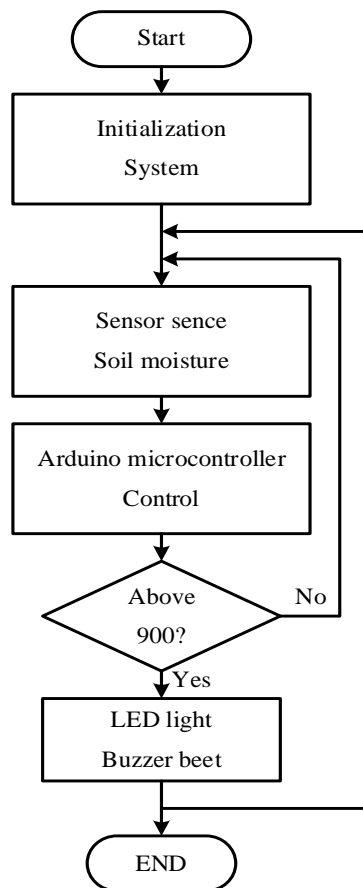 Start
Initialization
System
Sensor sence
Soil moisture
Arduino microcontroller
Control
Above
900?
No
Yes
LED light
Buzzer beet
END